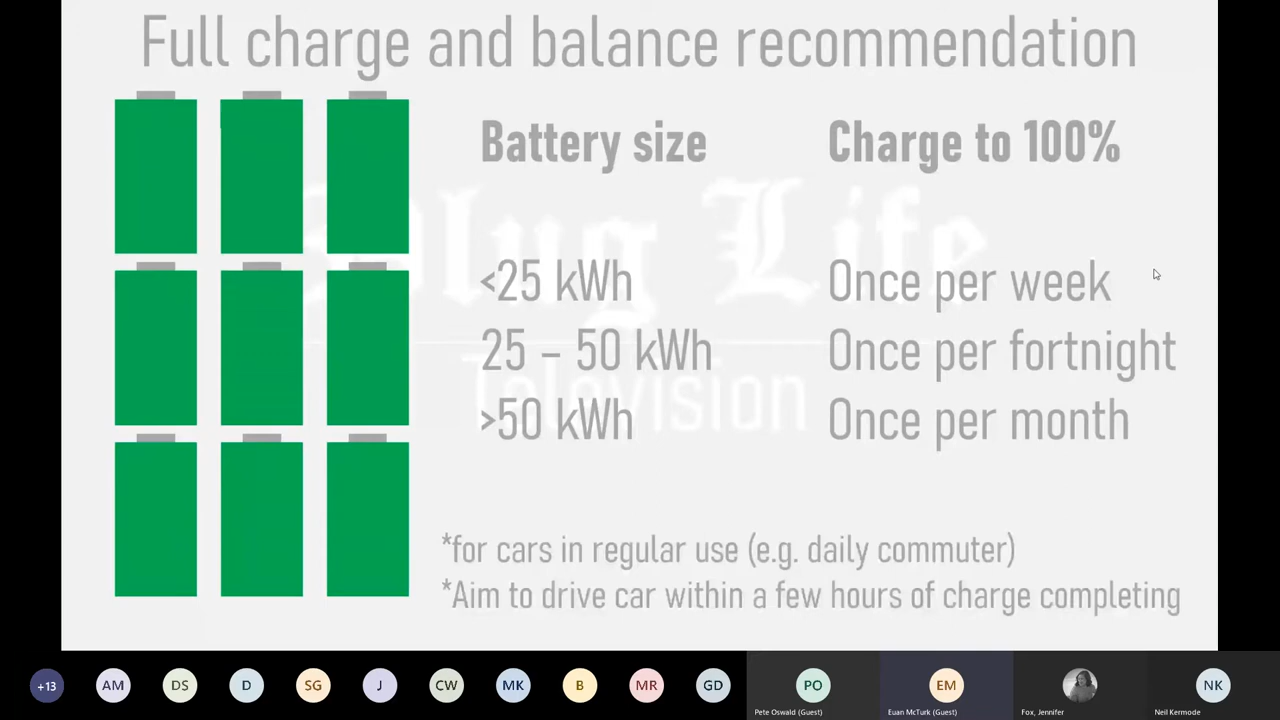 Full charge and balance recommendation
Battery size Charge to 100%
Plug Life
<25 kWh Once per week
25 – 50 kWh Once per fortnight
Television
>50 kWh Once per month
*for cars in regular use (e.g. daily commuter)
*Aim to drive car within a few hours of charge completing
+13 AM DS D SG J CW MK B MR GD PO EM NK
Pete Oswald (Guest) Euan McTurk (Guest) Fox, Jennifer Neil Kermode